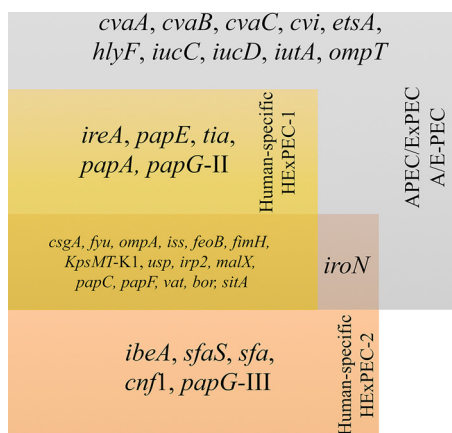 cvaA, cvaB, cvaC, cvi, etsA,
hlyF, iucC, iucD, iutA, ompT
APEC/ExPEC
A/E-PEC
Human-specific
HExPEC-1
ireA, papE, tia,
papA, papG-II
csgA, fyu, ompA, iss, feoB, fimH,
KpsMT-K1, usp, irp2, malX,
papC, papF, vat, bor, sitA
iroN
ibeA, sfaS, sfa,
cnf1, papG-III
Human-specific
HExPEC-2